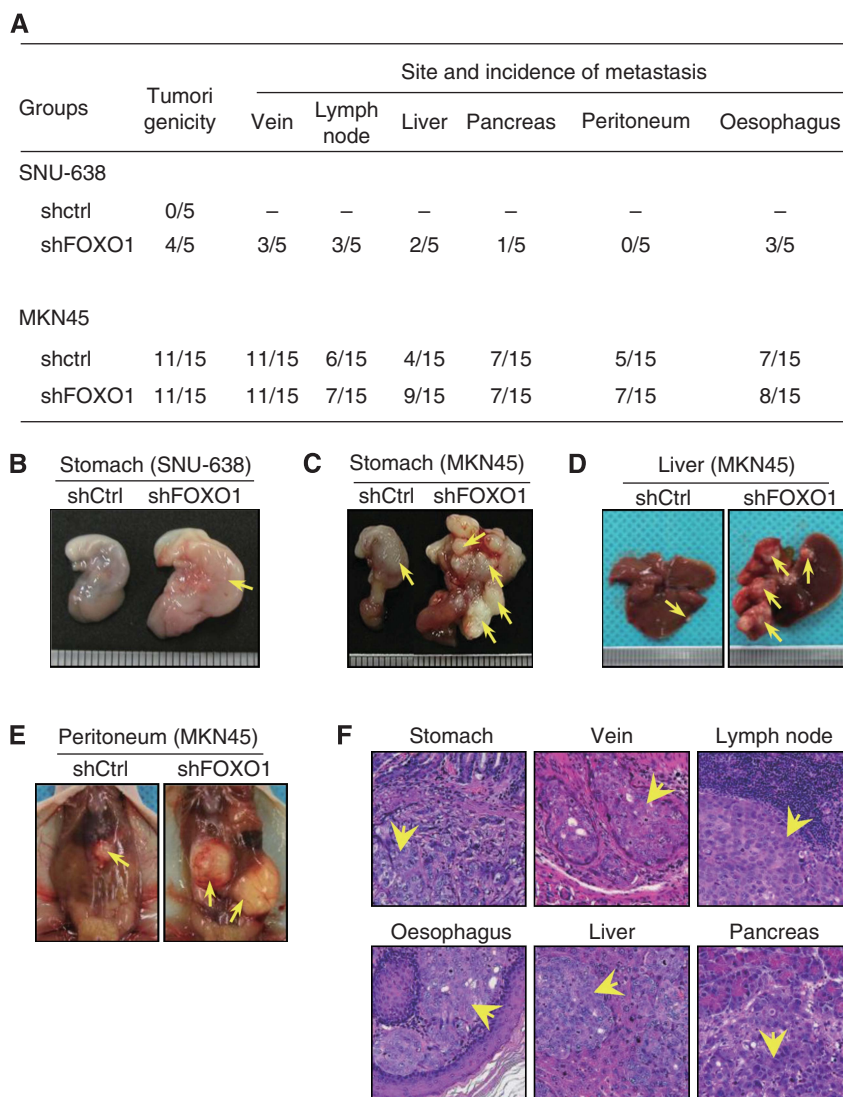 A
Site and incidence of metastasis
Groups Tumori genicity Vein Lymph node Liver Pancreas Peritoneum Oesophagus
SNU-638
shctrl 0/5 – – – – – –
shFOXO1 4/5 3/5 3/5 2/5 1/5 0/5 3/5
MKN45
shctrl 11/15 11/15 6/15 4/15 7/15 5/15 7/15
shFOXO1 11/15 11/15 7/15 9/15 7/15 7/15 8/15
B Stomach (SNU-638)
shCtrl shFOXO1
C Stomach (MKN45)
shCtrl shFOXO1
D Liver (MKN45)
shCtrl shFOXO1
E Peritoneum (MKN45)
shCtrl shFOXO1
F Stomach Vein Lymph node
Oesophagus Liver Pancreas